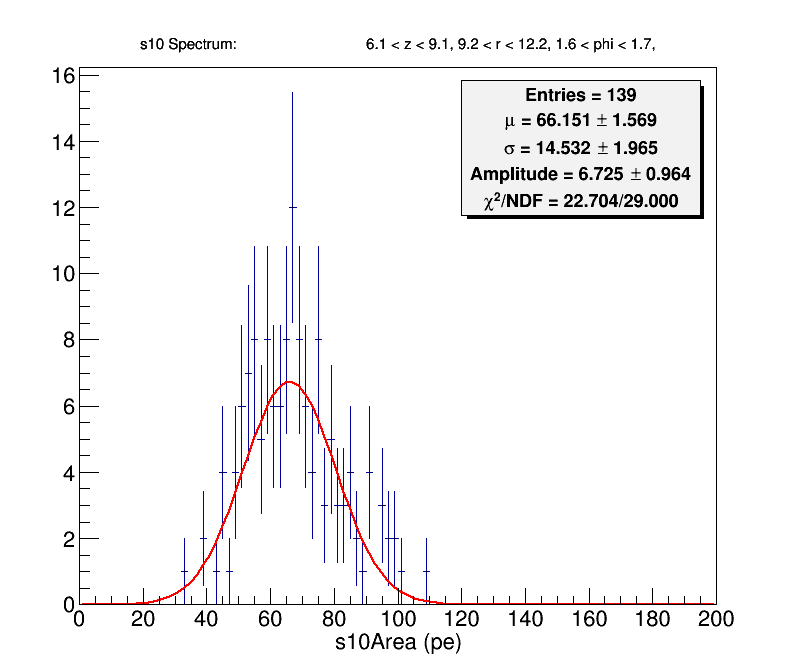 s10 Spectrum: 6.1 < z < 9.1, 9.2 < r < 12.2, 1.6 < phi < 1.7,
Entries = 139
μ = 66.151 ± 1.569
σ = 14.532 ± 1.965
Amplitude = 6.725 ± 0.964
χ²/NDF = 22.704/29.000
16
14
12
10
8
6
4
2
0
0 20 40 60 80 100 120 140 160 180 200
s10Area (pe)